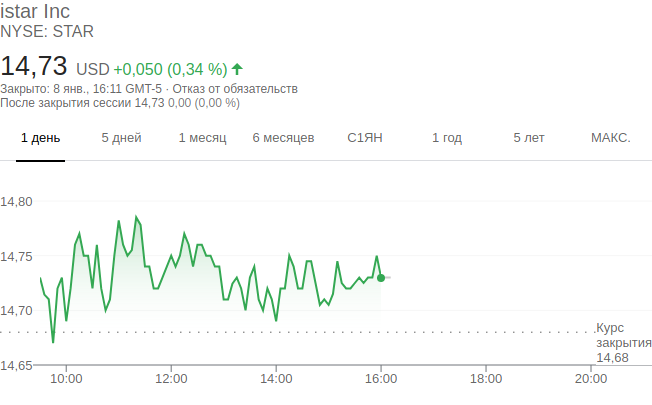 istar Inc
NYSE: STAR
14,73 USD +0,050 (0,34 %)
Закрыто: 8 янв., 16:11 GMT-5 · Отказ от обязательств
После закрытия сессии 14,73 0,00 (0,00 %)
1 день 5 дней 1 месяц 6 месяцев С1ЯН 1 год 5 лет МАКС.
14,80
14,75
14,70
Курс
закрытия
14,68
14,65
10:00 12:00 14:00 16:00 18:00 20:00